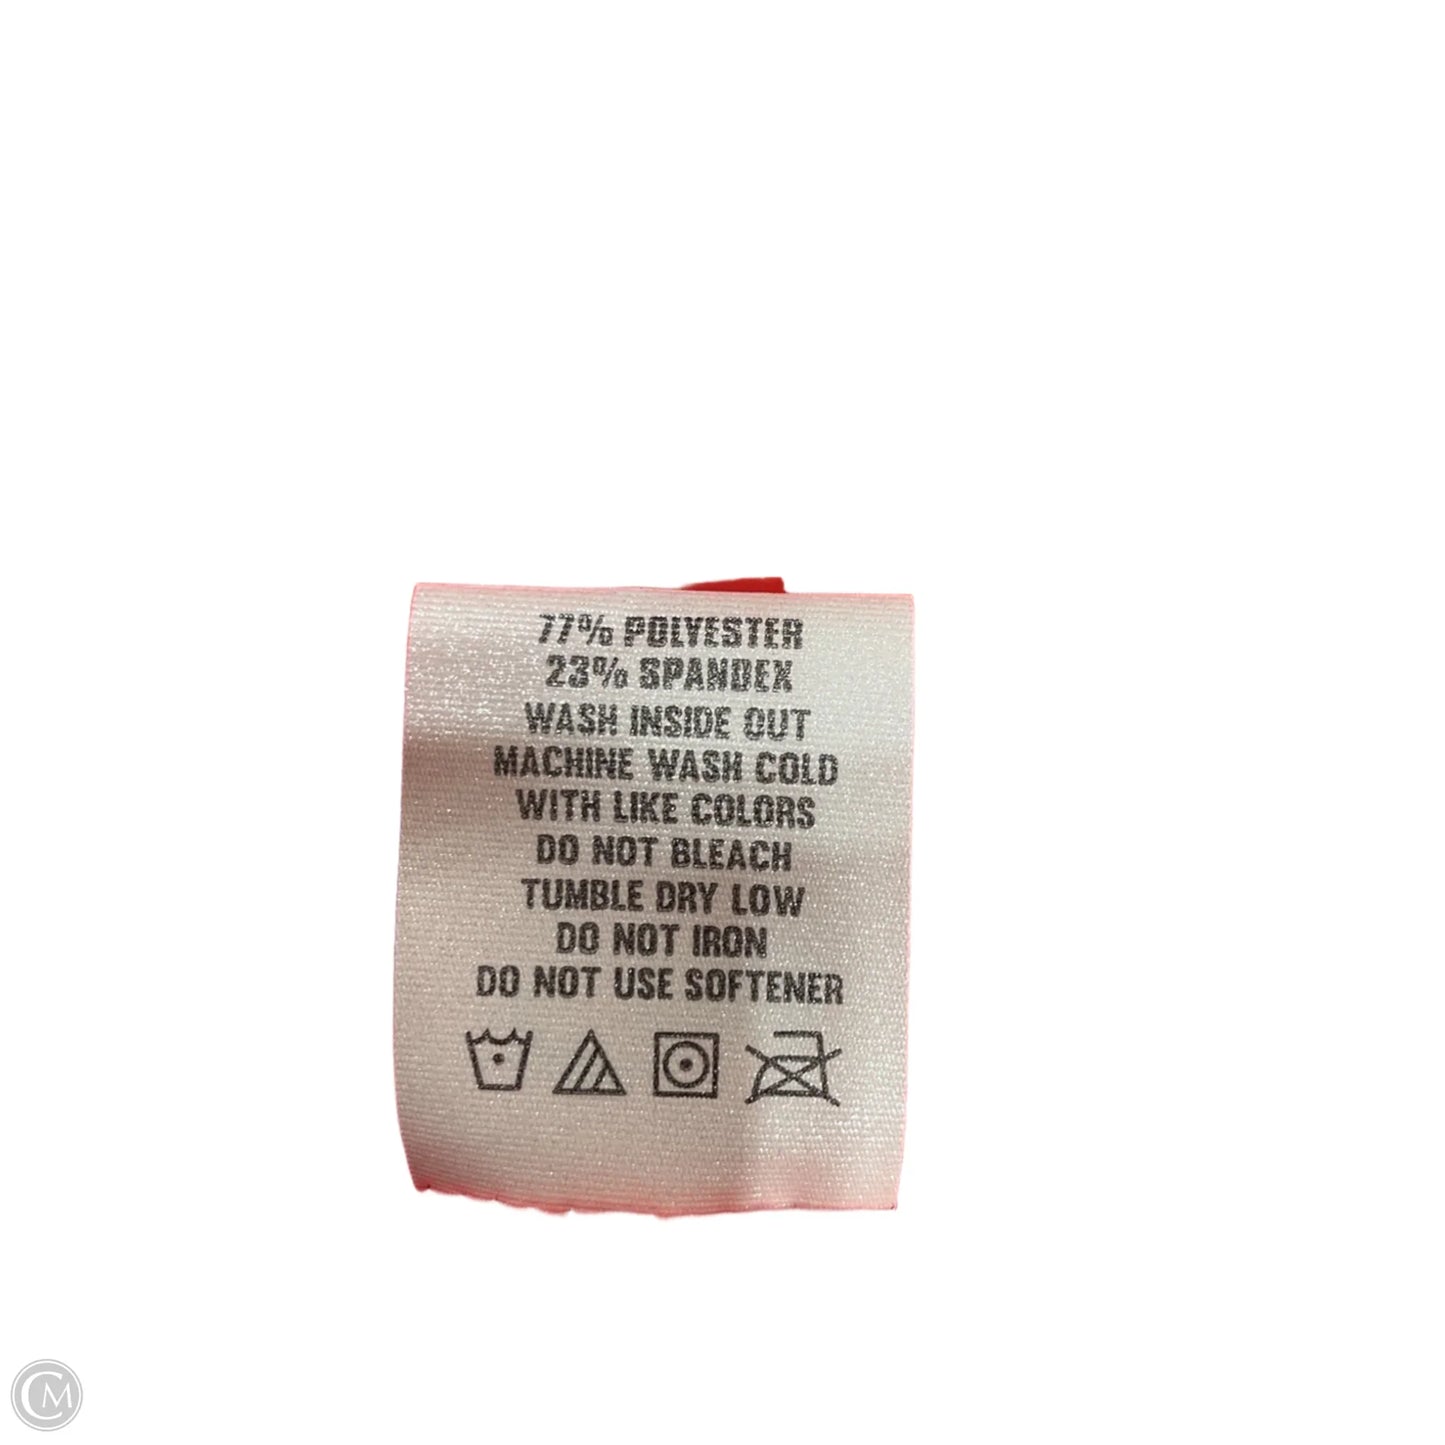 77% POLYESTER
23% SPANDEX
WASH INSIDE OUT
MACHINE WASH COLD
WITH LIKE COLORS
DO NOT BLEACH
TUMBLE DRY LOW
DO NOT IRON
DO NOT USE SOFTENER
CM